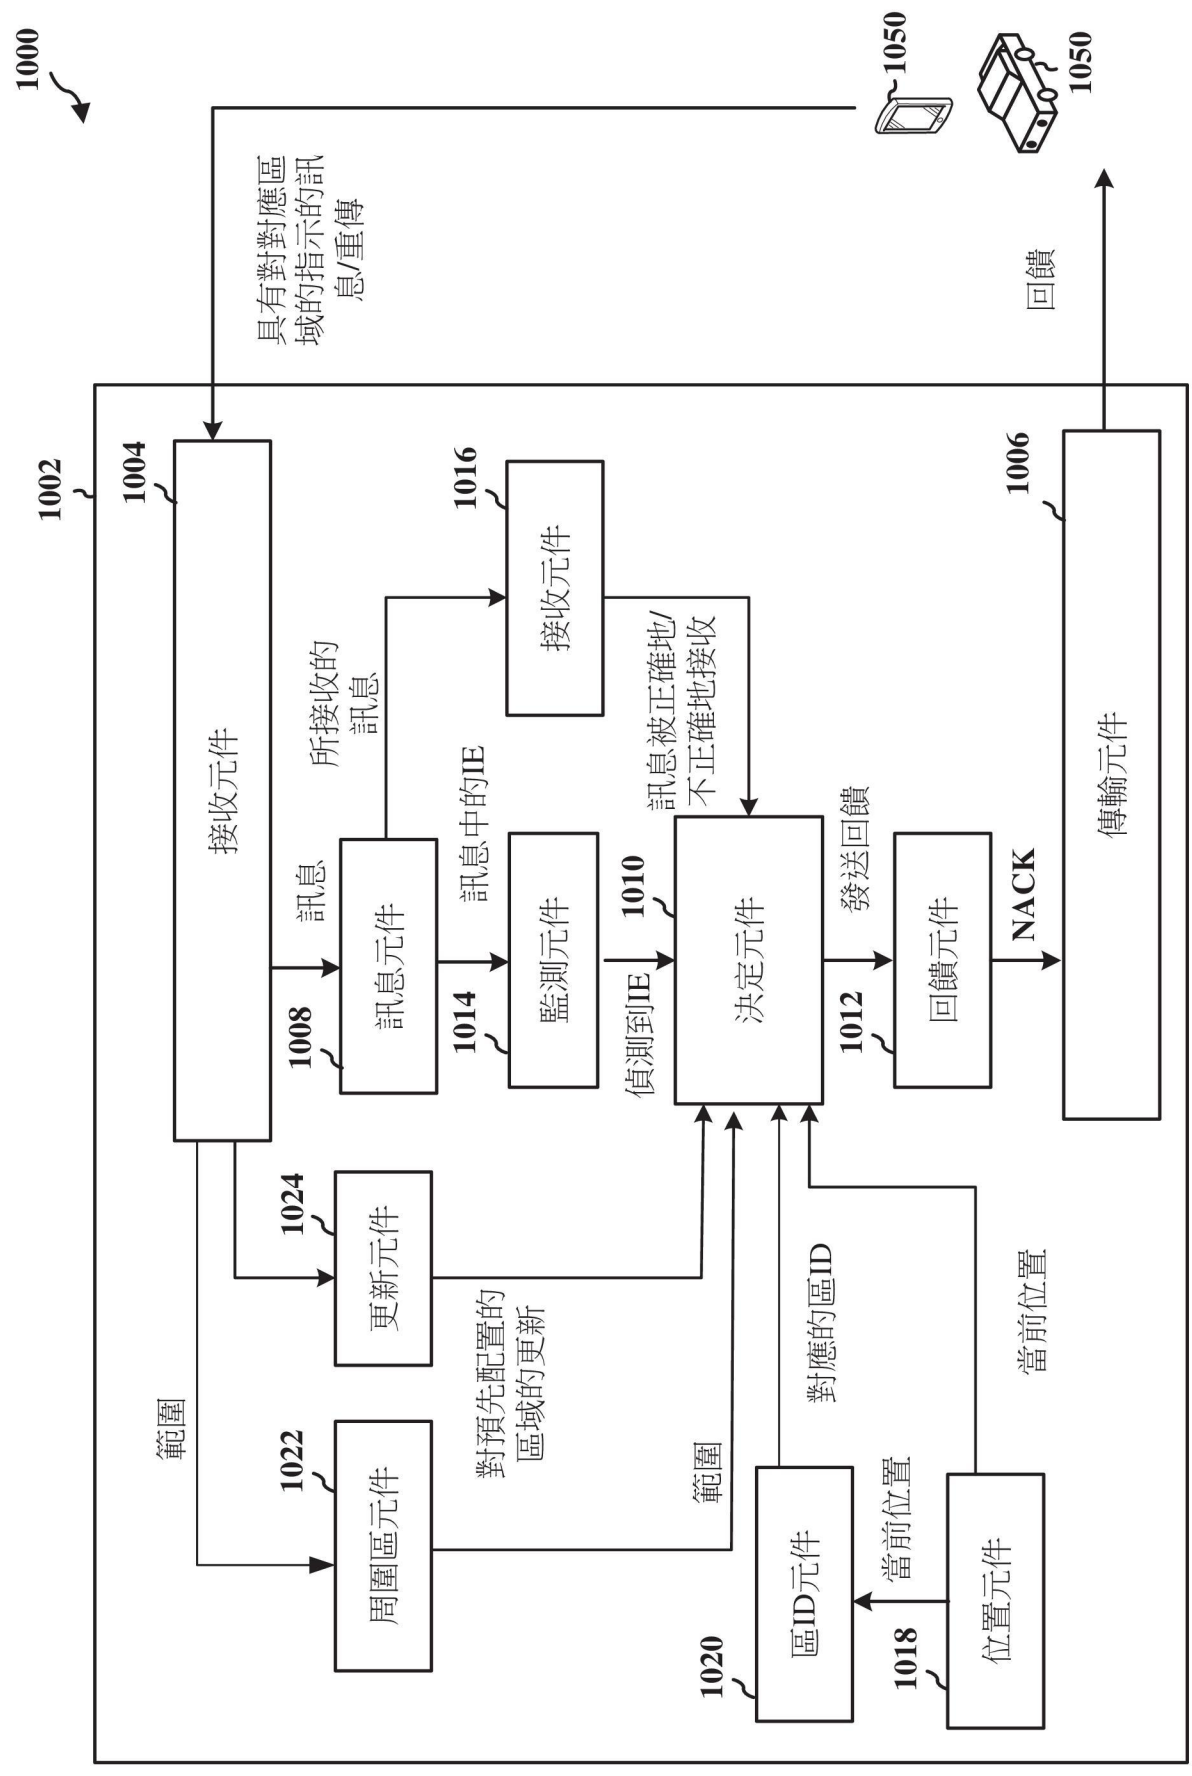 1000
1002
具有對對應區
域的指示的訊
息/重傳
1050
1050
回饋
1004
接收元件
範圍
訊息
所接收的
訊息
1016
接收元件
1008
訊息元件
訊息中的IE
1014
監測元件
偵測到IE
訊息被正確地/
不正確地接收
1024
更新元件
對預先配置的
區域的更新
1022
周圍區元件
範圍
1010
決定元件
發送回饋
1012
回饋元件
NACK
1006
傳輸元件
對應的區ID
1020
區ID元件
當前位置
1018
位置元件
當前位置